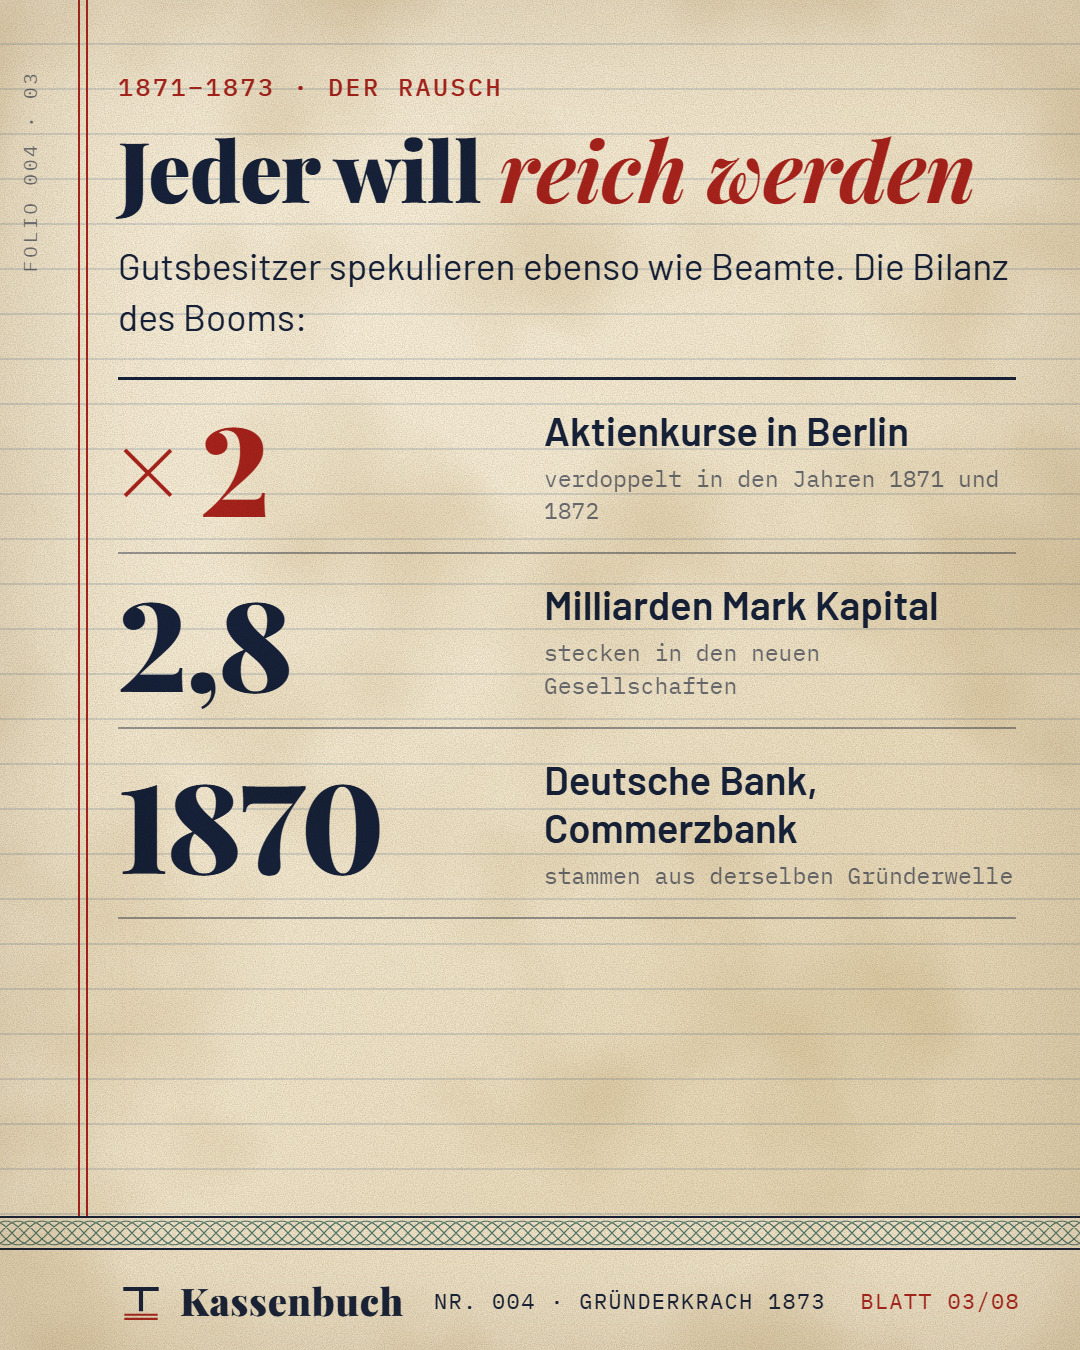 FOLIO 004 · 03
1871–1873 · DER RAUSCH
Jeder will reich werden
Gutsbesitzer spekulieren ebenso wie Beamte. Die Bilanz
des Booms:
× 2
Aktienkurse in Berlin
verdoppelt in den Jahren 1871 und
1872
2,8
Milliarden Mark Kapital
stecken in den neuen
Gesellschaften
1870
Deutsche Bank,
Commerzbank
stammen aus derselben Gründerwelle
Kassenbuch NR. 004 · GRÜNDERKRACH 1873 BLATT 03/08